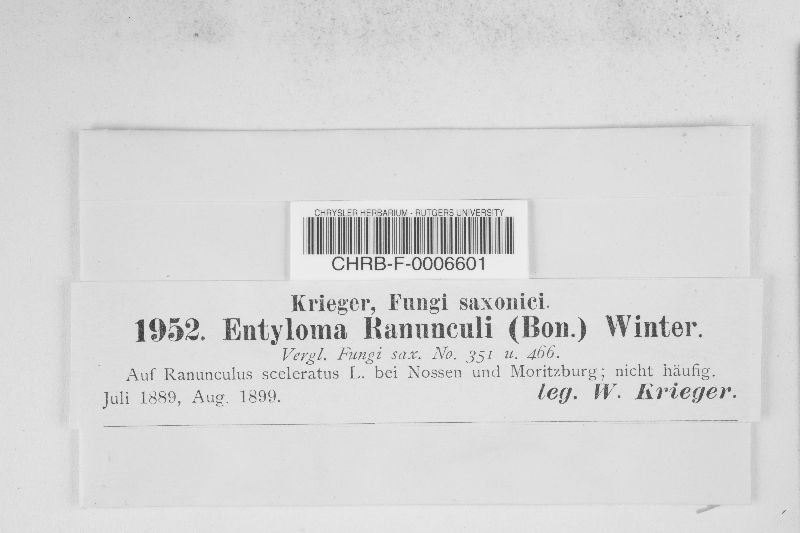 CHRYSLER HERBARIUM - RUTGERS UNIVERSITY
CHRB-F-0006601
Krieger, Fungi saxonici.
1952. Entyloma Ranunculi (Bon.) Winter.
Vergl. Fungi sax. No. 351 u. 466.
Auf Ranunculus sceleratus L. bei Nossen und Moritzburg; nicht häufig.
Juli 1889, Aug. 1899. leg. W. Krieger.